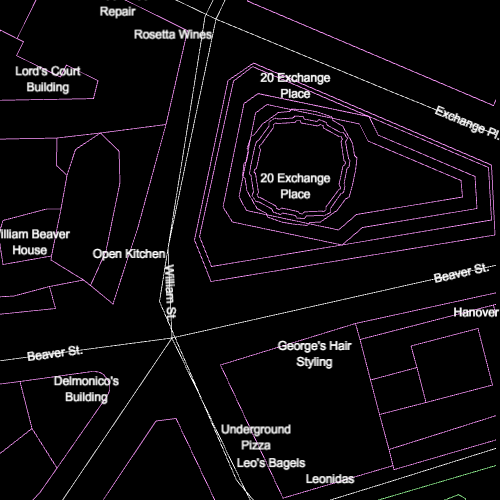 Repair
Rosetta Wines
Lord's Court
Building
20 Exchange
Place
Exchange Pl.
20 Exchange
Place
lliam Beaver
House
Open Kitchen
William St.
Beaver St.
Hanover
George's Hair
Styling
Beaver St.
Delmonico's
Building
Underground
Pizza
Leo's Bagels
Leonidas